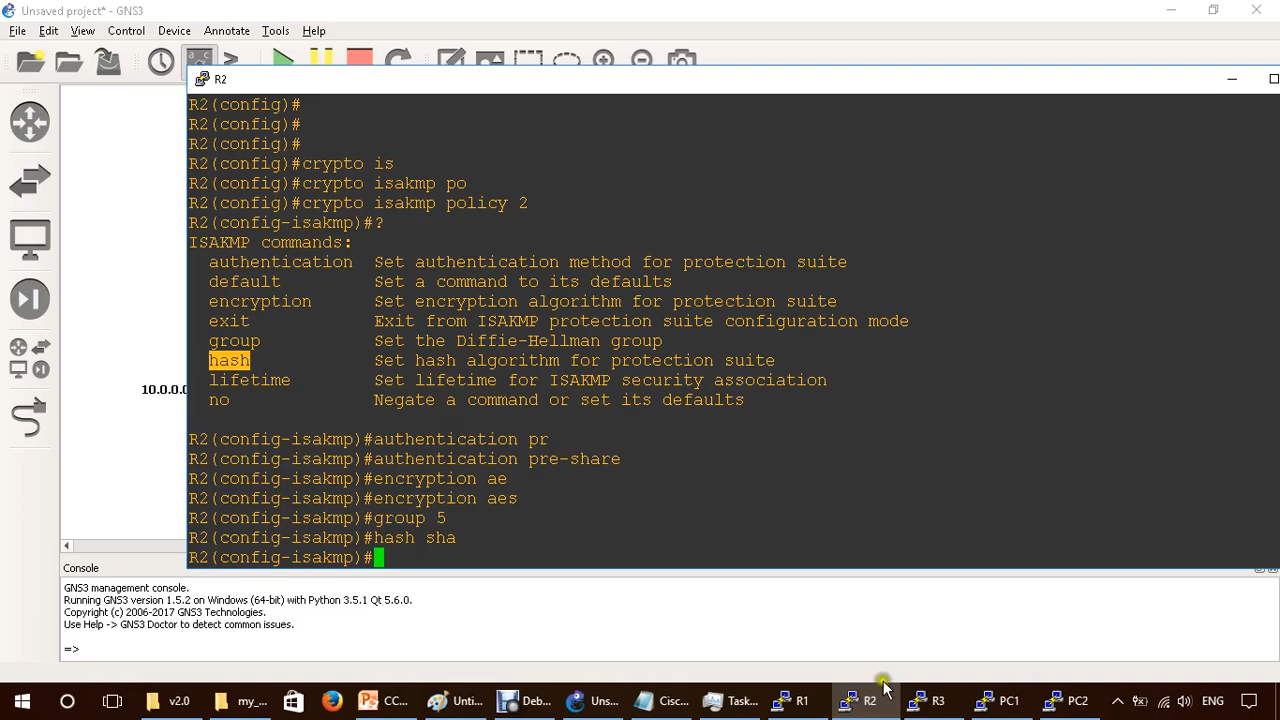 Unsaved project* - GNS3
File Edit View Control Device Annotate Tools Help
R2
R2(config)#
R2(config)#
R2(config)#
R2(config)#crypto is
R2(config)#crypto isakmp po
R2(config)#crypto isakmp policy 2
R2(config-isakmp)#?
ISAKMP commands:
authentication Set authentication method for protection suite
default Set a command to its defaults
encryption Set encryption algorithm for protection suite
exit Exit from ISAKMP protection suite configuration mode
group Set the Diffie-Hellman group
hash Set hash algorithm for protection suite
lifetime Set lifetime for ISAKMP security association
no Negate a command or set its defaults
10.0.0.0
R2(config-isakmp)#authentication pr
R2(config-isakmp)#authentication pre-share
R2(config-isakmp)#encryption ae
R2(config-isakmp)#encryption aes
R2(config-isakmp)#group 5
R2(config-isakmp)#hash sha
R2(config-isakmp)#
Console
GNS3 management console.
Running GNS3 version 1.5.2 on Windows (64-bit) with Python 3.5.1 Qt 5.6.0.
Copyright (c) 2006-2017 GNS3 Technologies.
Use Help -> GNS3 Doctor to detect common issues.
=>
v2.0 my_... CC... Unti... Deb... Uns... Cisc... Task... R1 R2 R3 PC1 PC2 ENG